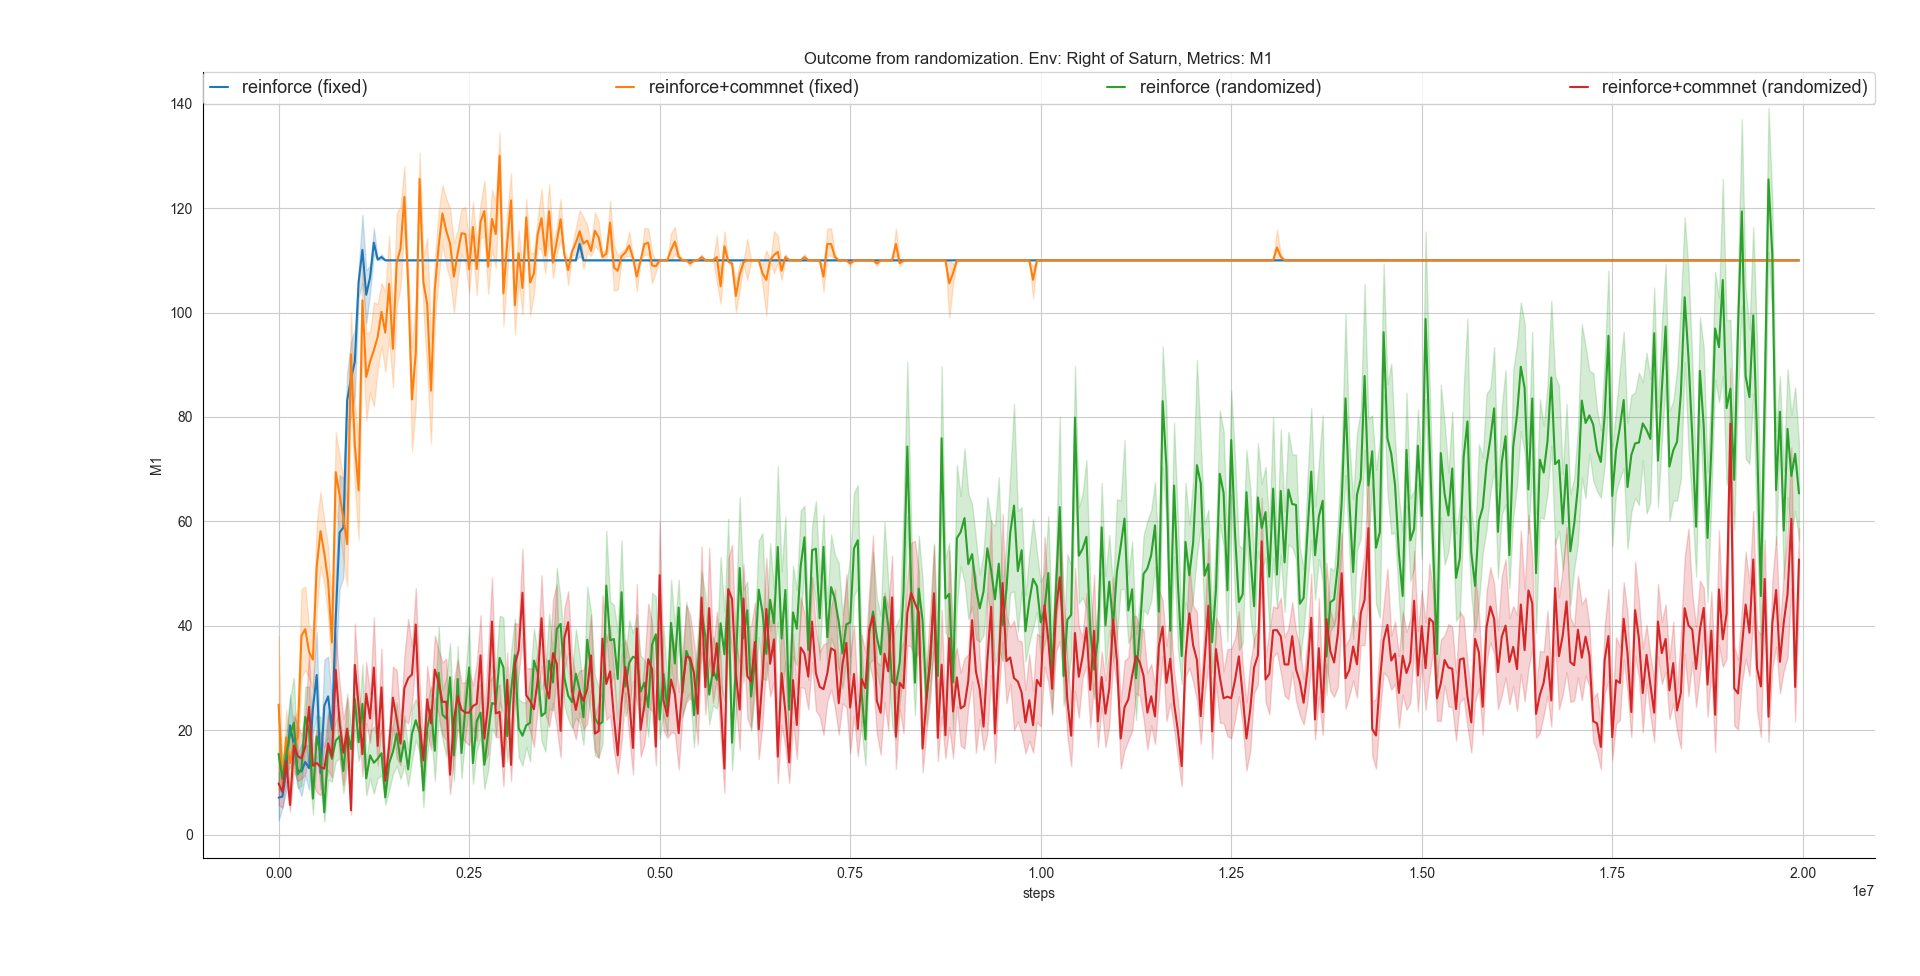 Outcome from randomization. Env: Right of Saturn, Metrics: M1
reinforce (fixed) reinforce+commnet (fixed) reinforce (randomized) reinforce+commnet (randomized)
140
120
100
80
60
40
20
0
M1
0.00 0.25 0.50 0.75 1.00 1.25 1.50 1.75 2.00
steps
1e7